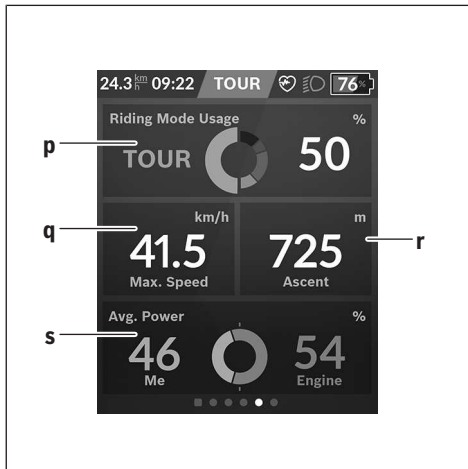 24.3 km/h 09:22 TOUR 76%
Riding Mode Usage %
p TOUR 50
q km/h m
41.5 725 r
Max. Speed Ascent
Avg. Power %
s 46 54
Me Engine